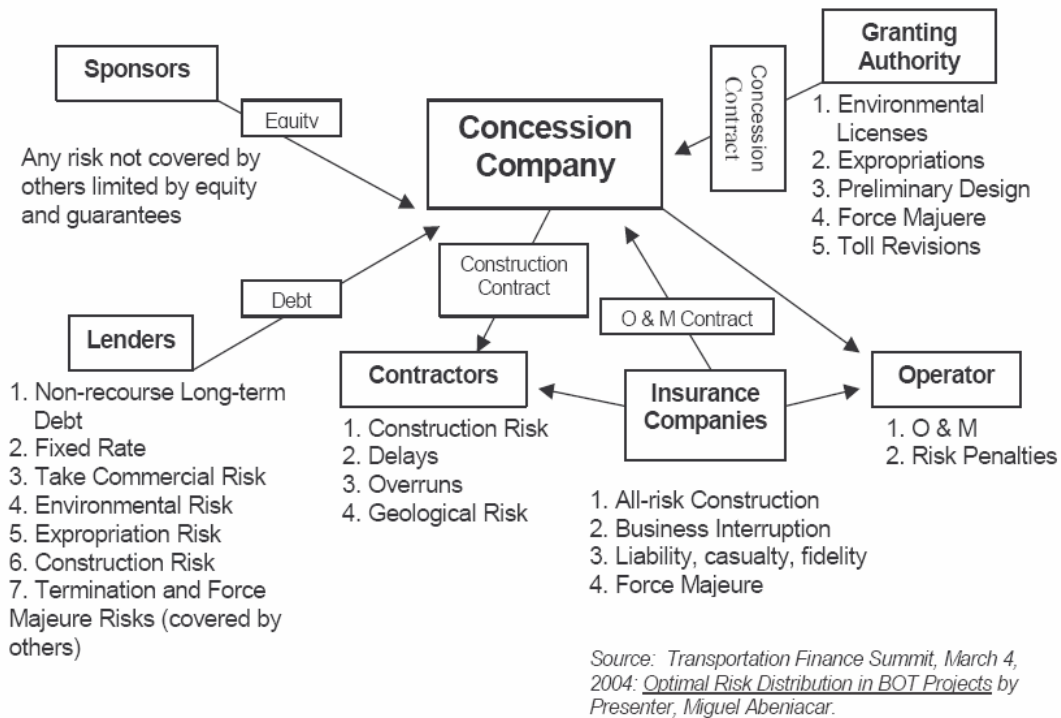 Sponsors
Equity
Any risk not covered by
others limited by equity
and guarantees
Concession
Company
Concession
Contract
Granting
Authority
1. Environmental
Licenses
2. Expropriations
3. Preliminary Design
4. Force Majuere
5. Toll Revisions
Debt
Construction
Contract
O & M Contract
Lenders
1. Non-recourse Long-term
Debt
2. Fixed Rate
3. Take Commercial Risk
4. Environmental Risk
5. Expropriation Risk
6. Construction Risk
7. Termination and Force
Majeure Risks (covered by
others)
Contractors
1. Construction Risk
2. Delays
3. Overruns
4. Geological Risk
Insurance
Companies
1. All-risk Construction
2. Business Interruption
3. Liability, casualty, fidelity
4. Force Majeure
Operator
1. O & M
2. Risk Penalties
Source: Transportation Finance Summit, March 4,
2004: Optimal Risk Distribution in BOT Projects by
Presenter, Miguel Abeniacar.